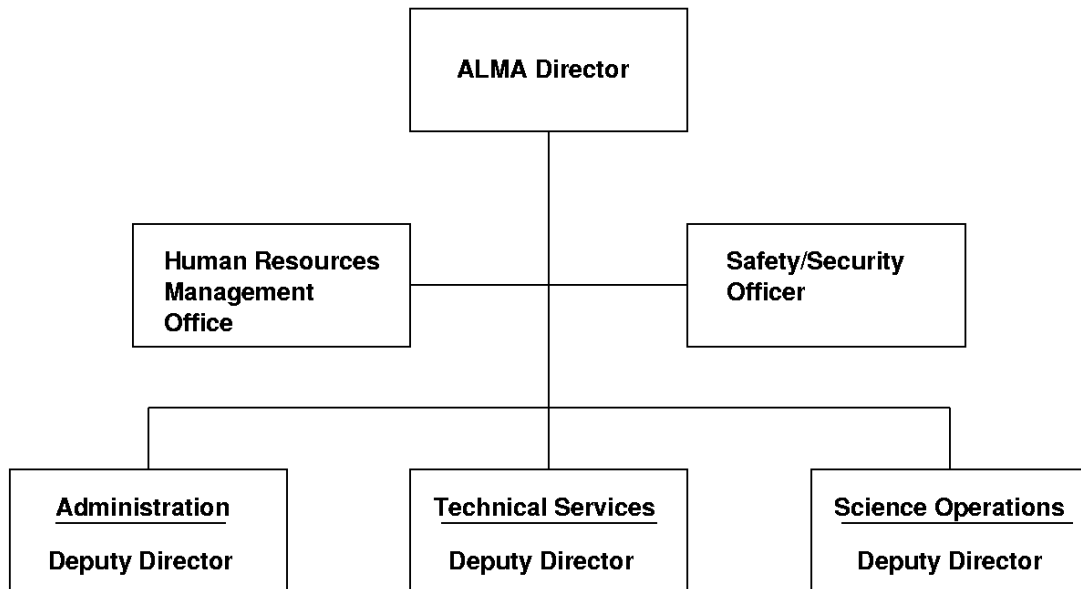 ALMA Director
Human Resources
Management
Office
Safety/Security
Officer
Administration
Deputy Director
Technical Services
Deputy Director
Science Operations
Deputy Director